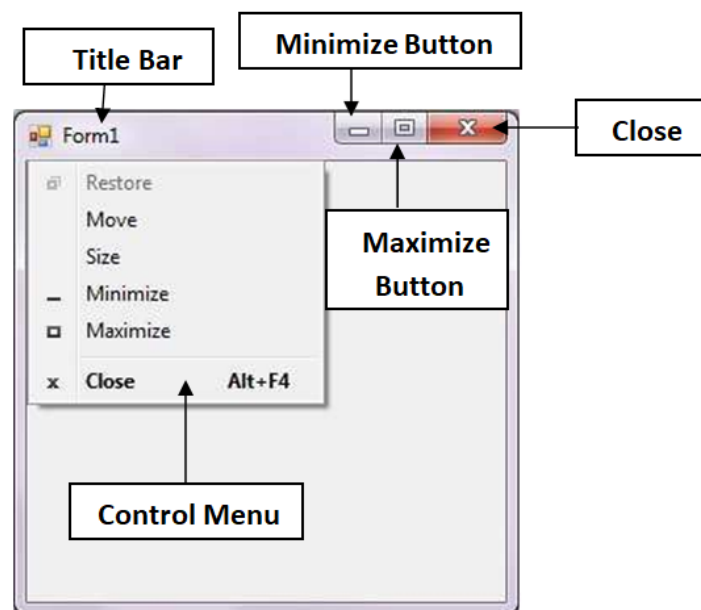 Minimize Button
Title Bar
Form1
Close
Restore
Move
Size
Minimize
Maximize
Close Alt+F4
Maximize
Button
Control Menu